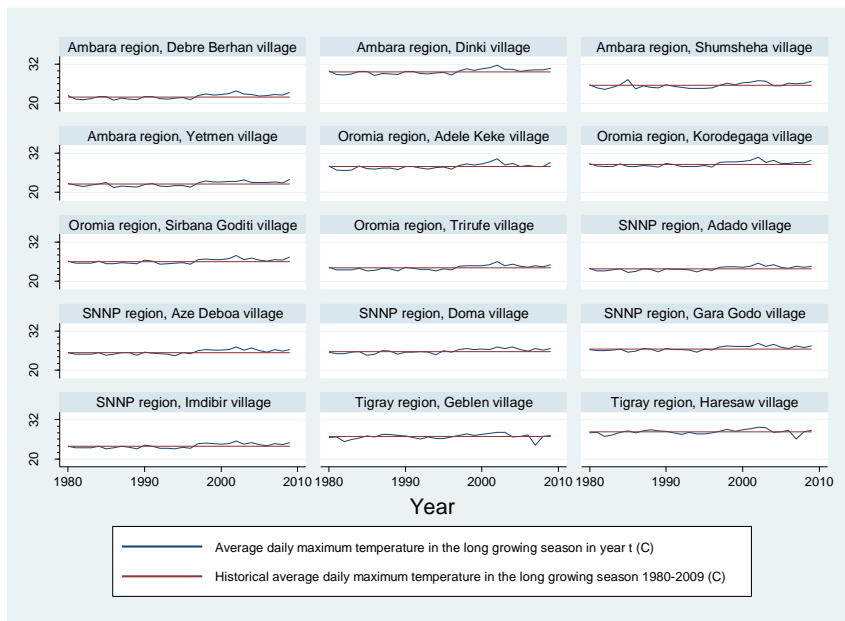 Ambara region, Debre Berhan village
Ambara region, Dinki village
Ambara region, Shumsheha village
32
20
Ambara region, Yetmen village
Oromia region, Adele Keke village
Oromia region, Korodegaga village
32
20
Oromia region, Sirbana Goditi village
Oromia region, Trirufe village
SNNP region, Adado village
32
20
SNNP region, Aze Deboa village
SNNP region, Doma village
SNNP region, Gara Godo village
32
20
SNNP region, Imdibir village
Tigray region, Geblen village
Tigray region, Haresaw village
32
20
1980 1990 2000 2010 1980 1990 2000 2010 1980 1990 2000 2010
Year
Average daily maximum temperature in the long growing season in year t (C)
Historical average daily maximum temperature in the long growing season 1980-2009 (C)